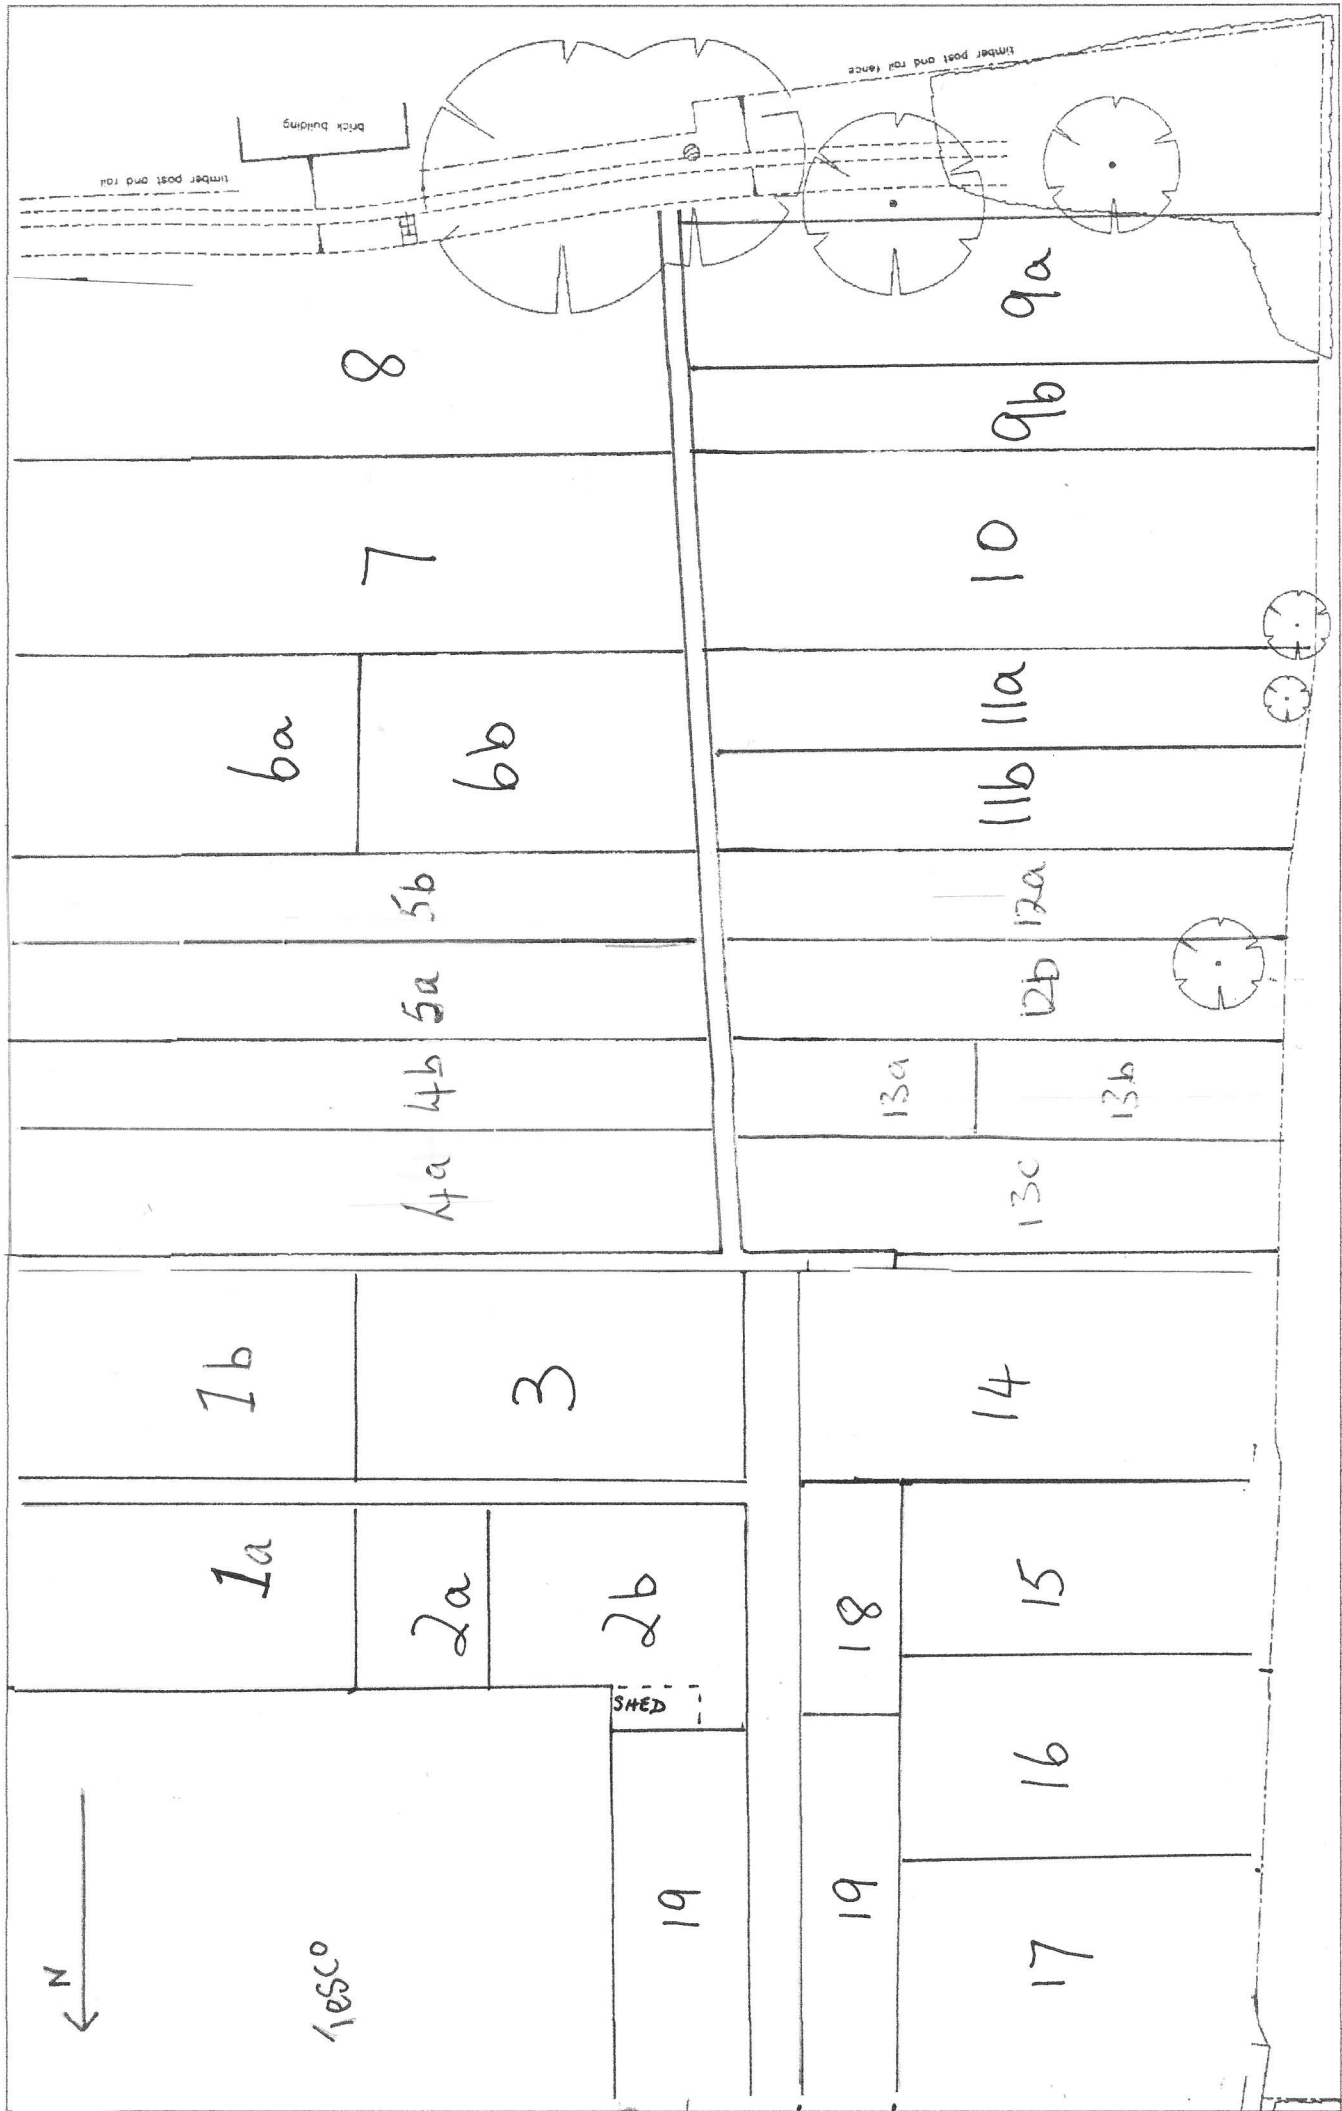 N
Tesco
1a
1b
2a
2b
SHED
3
4a
4b
5a
5b
6a
6b
7
8
timber post and rail
brick building
timber post and rail fence
9a
9b
10
11a
11b
12a
12b
13a
13b
13c
14
15
16
17
18
19
19